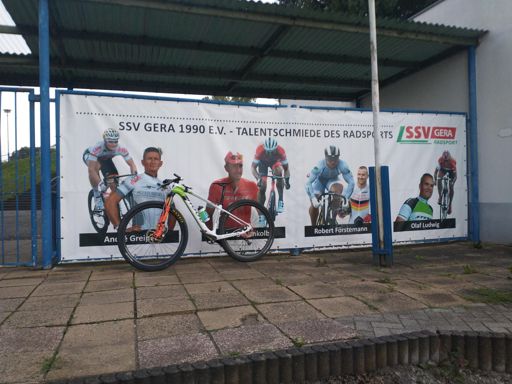 SSV GERA 1990 E.V. - TALENTSCHMIEDE DES RADSPORTS
SSV GERA
RADSPORT
André Greipel
Robert Förstemann
Olaf Ludwig